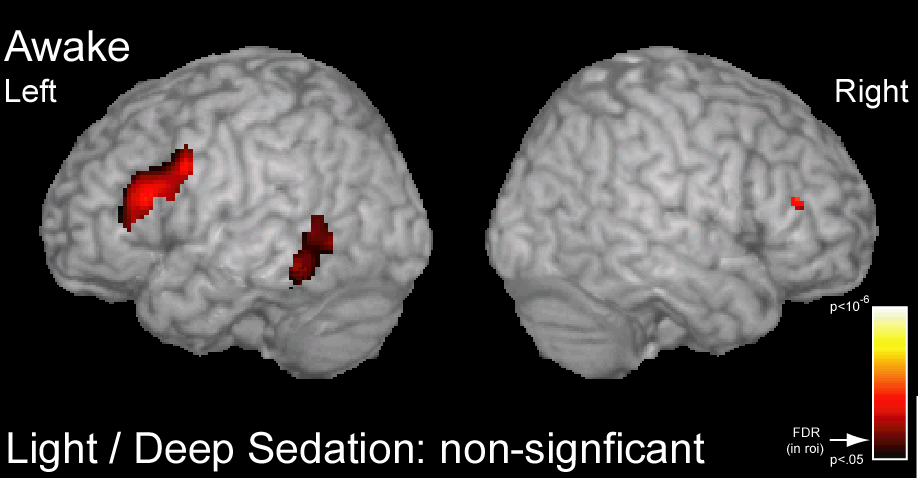 Awake
Left
Right
p<10-6
FDR
(in roi)
p<.05
Light / Deep Sedation: non-signficant